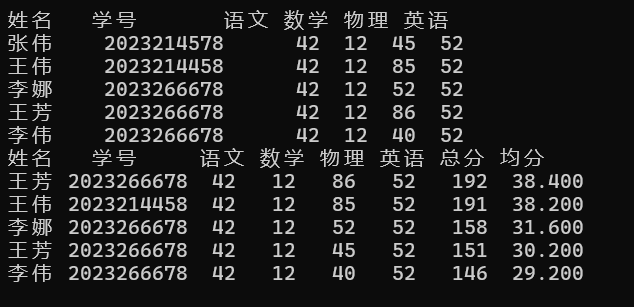 姓名 学号 语文 数学 物理 英语
张伟 2023214578 42 12 45 52
王伟 2023214458 42 12 85 52
李娜 2023266678 42 12 52 52
王芳 2023266678 42 12 86 52
李伟 2023266678 42 12 40 52
姓名 学号 语文 数学 物理 英语 总分 均分
王芳 2023266678 42 12 86 52 192 38.400
王伟 2023214458 42 12 85 52 191 38.200
李娜 2023266678 42 12 52 52 158 31.600
王芳 2023266678 42 12 45 52 151 30.200
李伟 2023266678 42 12 40 52 146 29.200